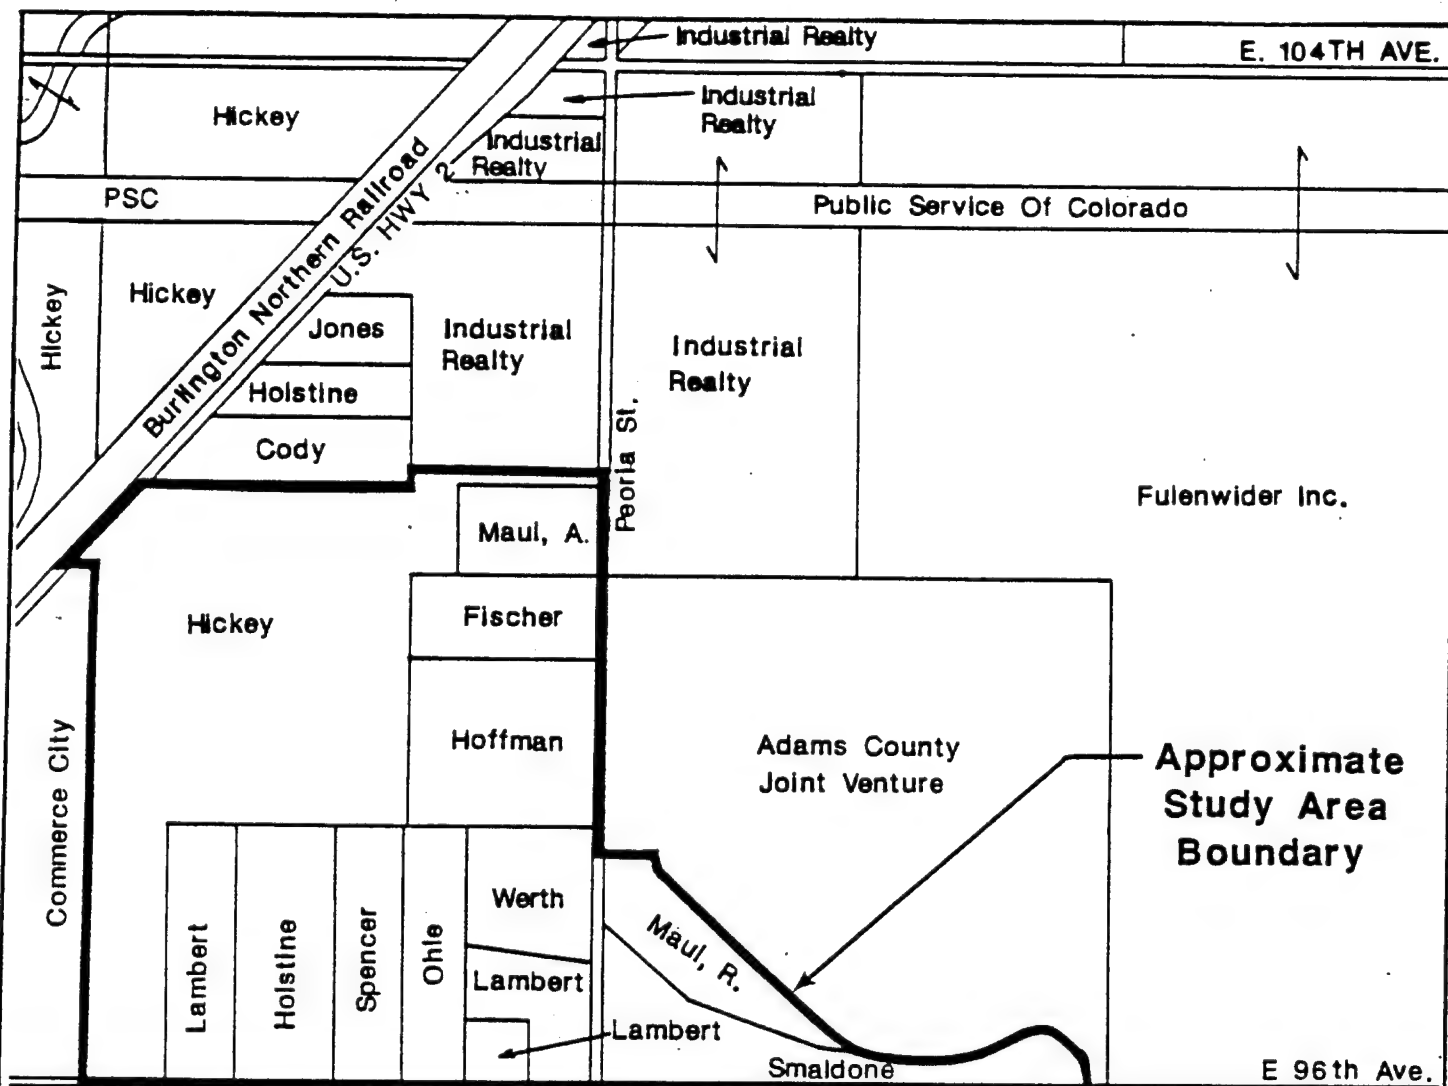 Industrial Realty
E. 104TH AVE.
Hickey
Industrial
Realty
Industrial
Realty
PSC
Public Service Of Colorado
Burlington Northern Railroad
U.S. HWY 2
Hickey
Hickey
Jones
Industrial
Realty
Industrial
Realty
Holstine
Cody
Peoria St.
Fulenwider Inc.
Maul, A.
Hickey
Fischer
Hoffman
Adams County
Joint Venture
Approximate
Study Area
Boundary
Commerce City
Lambert
Holstine
Spencer
Ohle
Werth
Lambert
Maul, R.
Lambert
Smaldone
E 96th Ave.